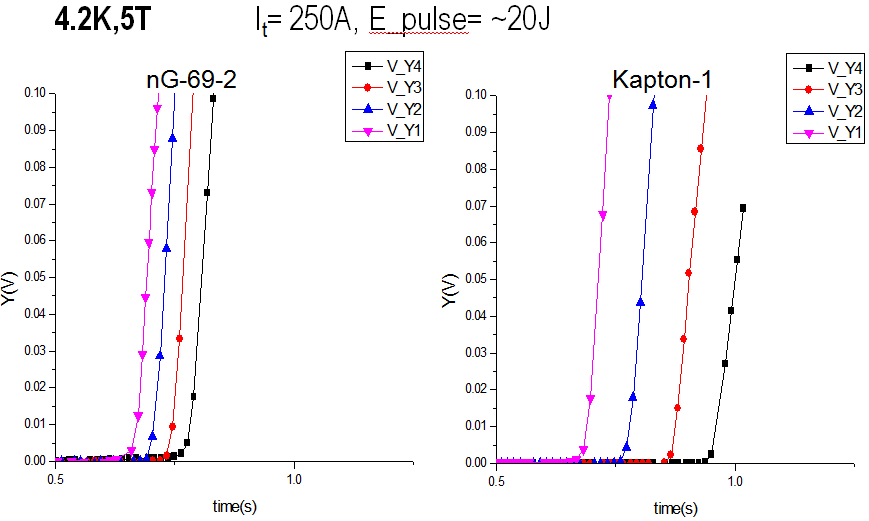 4.2K,5T I_t= 250A, E_pulse= ~20J
nG-69-2
V_Y4
V_Y3
V_Y2
V_Y1
0.10
0.09
0.08
0.07
0.06
0.05
0.04
0.03
0.02
0.01
0.00
Y(V)
0.5 1.0
time(s)
Kapton-1
V_Y4
V_Y3
V_Y2
V_Y1
0.10
0.09
0.08
0.07
0.06
0.05
0.04
0.03
0.02
0.01
0.00
Y(V)
0.5 1.0
time(s)